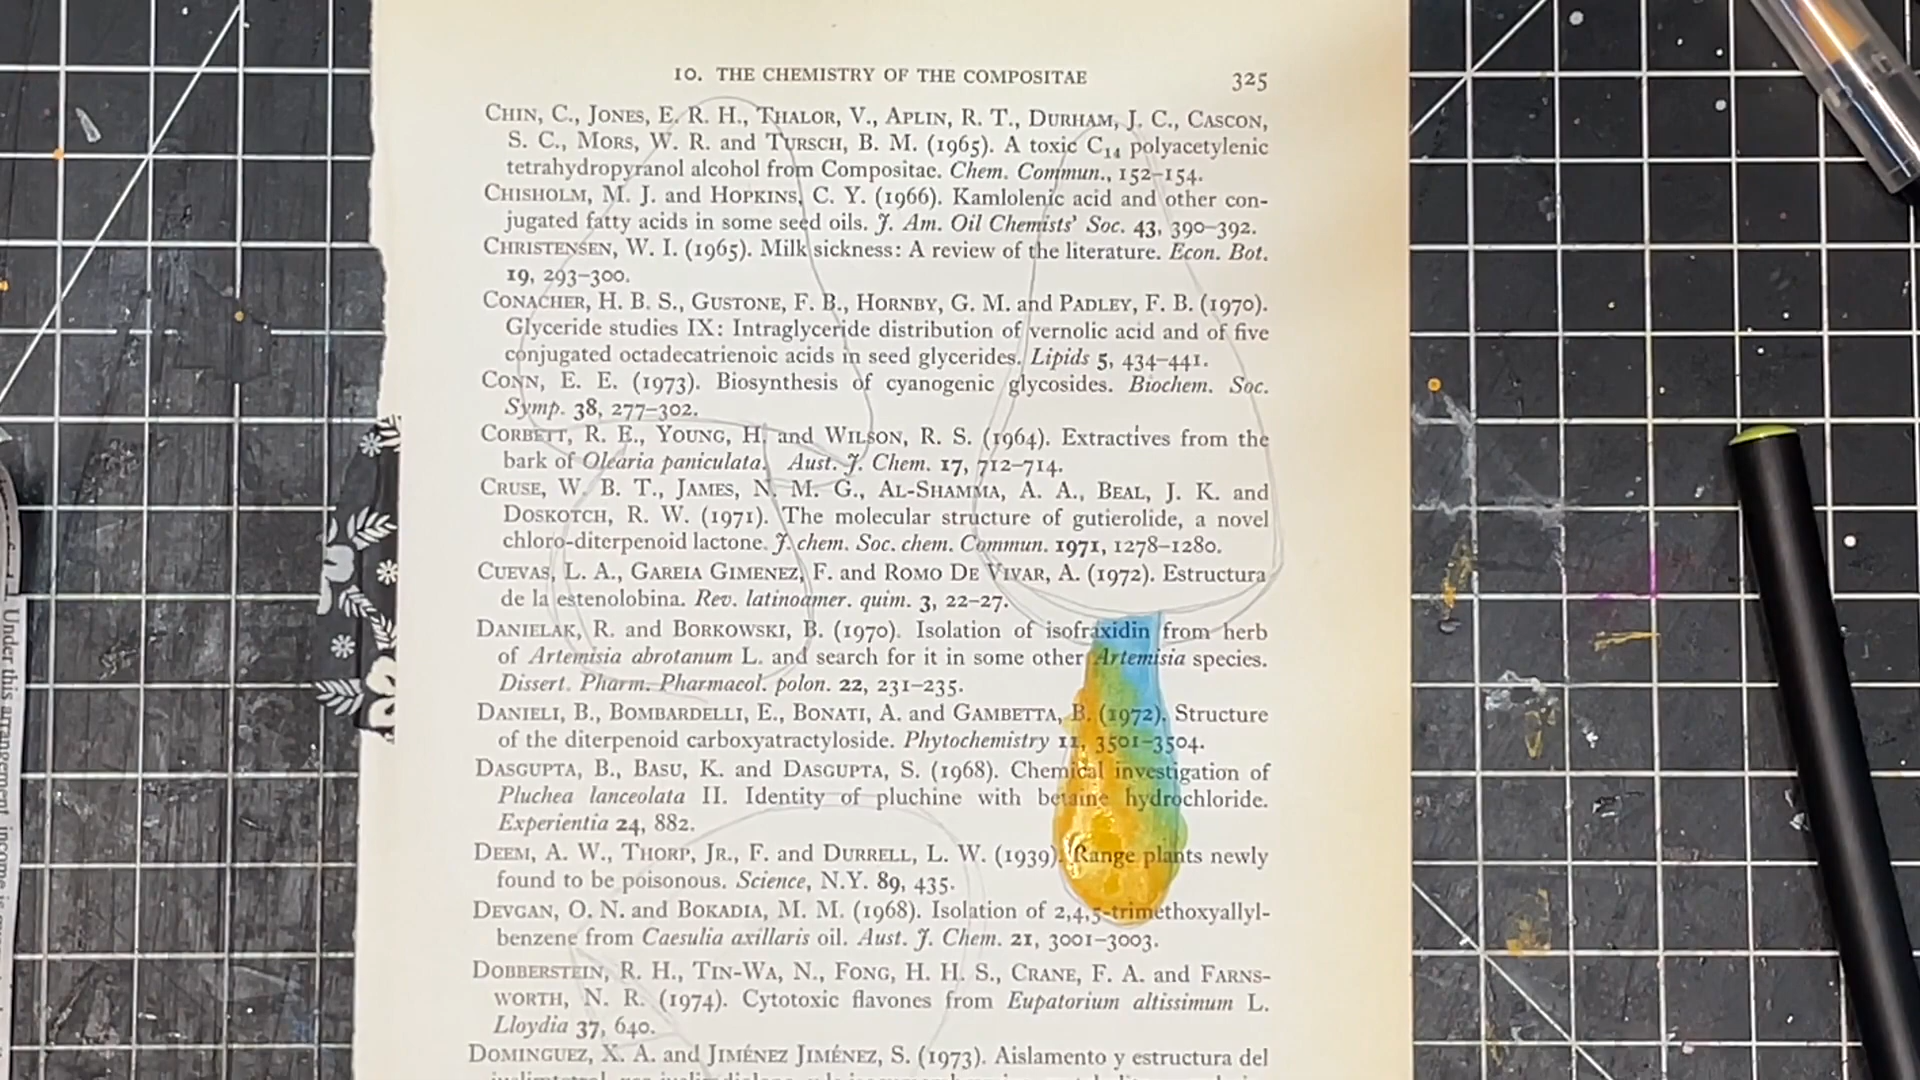 10. THE CHEMISTRY OF THE COMPOSITAE 325
CHIN, C., JONES, E. R. H., THALOR, V., APLIN, R. T., DURHAM, J. C., CASCON,
S. C., MORS, W. R. and TURSCH, B. M. (1965). A toxic C₁₄ polyacetylenic
tetrahydropyranol alcohol from Compositae. Chem. Commun., 152–154.
CHISHOLM, M. J. and HOPKINS, C. Y. (1966). Kamlolenic acid and other con-
jugated fatty acids in some seed oils. J. Am. Oil Chemists' Soc. 43, 390–392.
CHRISTENSEN, W. I. (1965). Milk sickness: A review of the literature. Econ. Bot.
19, 293–300.
CONACHER, H. B. S., GUSTONE, F. B., HORNBY, G. M. and PADLEY, F. B. (1970).
Glyceride studies IX: Intraglyceride distribution of vernolic acid and of five
conjugated octadecatrienoic acids in seed glycerides. Lipids 5, 434–441.
CONN, E. E. (1973). Biosynthesis of cyanogenic glycosides. Biochem. Soc.
Symp. 38, 277–302.
CORBETT, R. E., YOUNG, H. and WILSON, R. S. (1964). Extractives from the
bark of Olearia paniculata. Aust. J. Chem. 17, 712–714.
CRUSE, W. B. T., JAMES, N. M. G., AL-SHAMMA, A. A., BEAL, J. K. and
DOSKOTCH, R. W. (1971). The molecular structure of gutierolide, a novel
chloro-diterpenoid lactone. J. chem. Soc. chem. Commun. 1971, 1278–1280.
CUEVAS, L. A., GAREIA GIMENEZ, F. and ROMO DE VIVAR, A. (1972). Estructura
de la estenolobina. Rev. latinoamer. quim. 3, 22–27.
DANIELAK, R. and BORKOWSKI, B. (1970). Isolation of isofraxidin from herb
of Artemisia abrotanum L. and search for it in some other Artemisia species.
Dissert. Pharm. Pharmacol. polon. 22, 231–235.
DANIELI, B., BOMBARDELLI, E., BONATI, A. and GAMBETTA, B. (1972). Structure
of the diterpenoid carboxyatractyloside. Phytochemistry 11, 3501–3504.
DASGUPTA, B., BASU, K. and DASGUPTA, S. (1968). Chemical investigation of
Pluchea lanceolata II. Identity of pluchine with betaine hydrochloride.
Experientia 24, 882.
DEEM, A. W., THORP, JR., F. and DURRELL, L. W. (1939). Range plants newly
found to be poisonous. Science, N.Y. 89, 435.
DEVGAN, O. N. and BOKADIA, M. M. (1968). Isolation of 2,4,5-trimethoxyallyl-
benzene from Caesulia axillaris oil. Aust. J. Chem. 21, 3001–3003.
DOBBERSTEIN, R. H., TIN-WA, N., FONG, H. H. S., CRANE, F. A. and FARNS-
WORTH, N. R. (1974). Cytotoxic flavones from Eupatorium altissimum L.
Lloydia 37, 640.
DOMINGUEZ, X. A. and JIMÉNEZ JIMÉNEZ, S. (1973). Aislamento y estructura del
Under this arrangement, income is